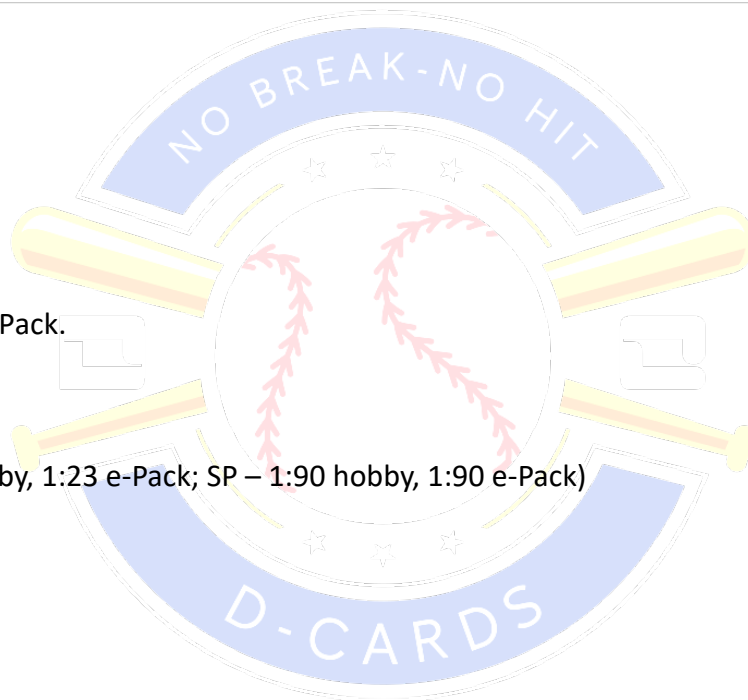 NO BREAK-NO HIT
Pack.
by, 1:23 e-Pack; SP – 1:90 hobby, 1:90 e-Pack)
D-CARDS